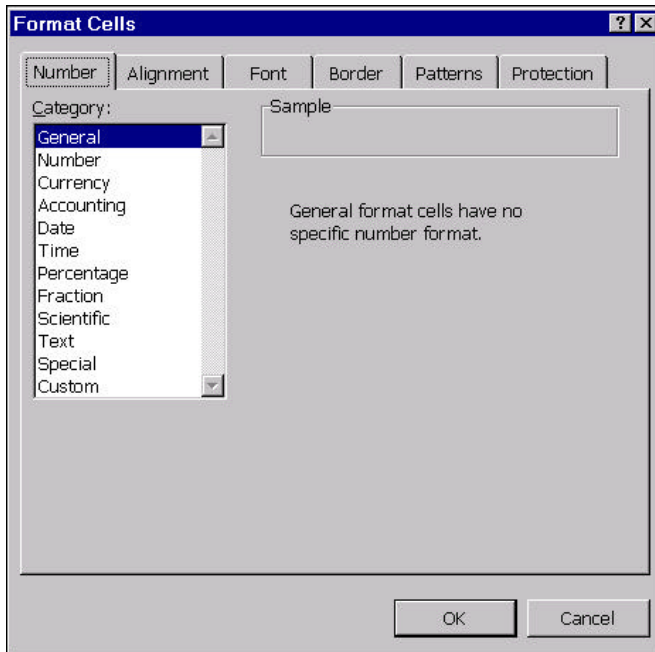 Format Cells
Number Alignment Font Border Patterns Protection
Category:
General
Number
Currency
Accounting
Date
Time
Percentage
Fraction
Scientific
Text
Special
Custom
Sample
General format cells have no
specific number format.
OK Cancel